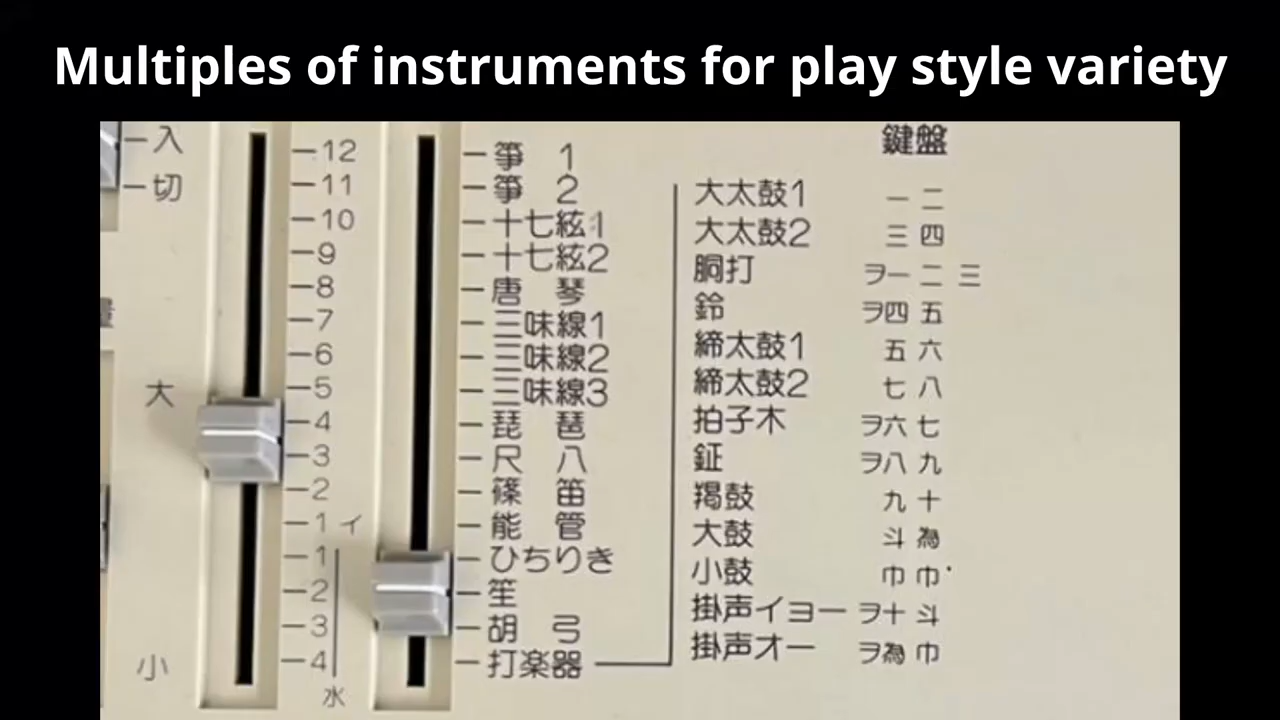 Multiples of instruments for play style variety
入
切
大
小
12
11
10
9
8
7
6
5
4
3
2
1 イ
1
2
3
4
水
箏 1
箏 2
十七絃1
十七絃2
唐 琴
三味線1
三味線2
三味線3
琵 琶
尺 八
篠 笛
能 管
ひちりき
笙
胡 弓
打楽器
鍵盤
大太鼓1 一 二
大太鼓2 三 四
胴打 ヲ一 二 三
鈴 ヲ四 五
締太鼓1 五 六
締太鼓2 七 八
拍子木 ヲ六 七
鉦 ヲ八 九
羯鼓 九 十
大鼓 斗 為
小鼓 巾 巾'
掛声イヨー ヲ十 斗
掛声オー ヲ為 巾